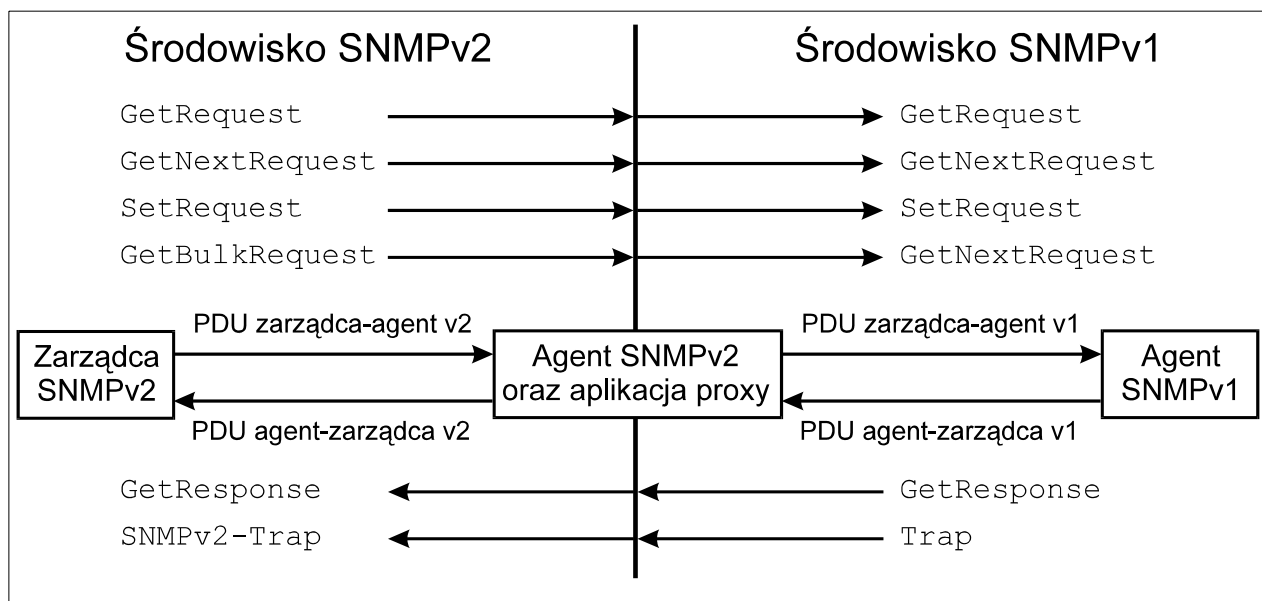 Środowisko SNMPv2
Środowisko SNMPv1
GetRequest
GetRequest
GetNextRequest
GetNextRequest
SetRequest
SetRequest
GetBulkRequest
GetNextRequest
PDU zarządca-agent v2
PDU zarządca-agent v1
Zarządca
SNMPv2
Agent SNMPv2
oraz aplikacja proxy
Agent
SNMPv1
PDU agent-zarządca v2
PDU agent-zarządca v1
GetResponse
GetResponse
SNMPv2-Trap
Trap